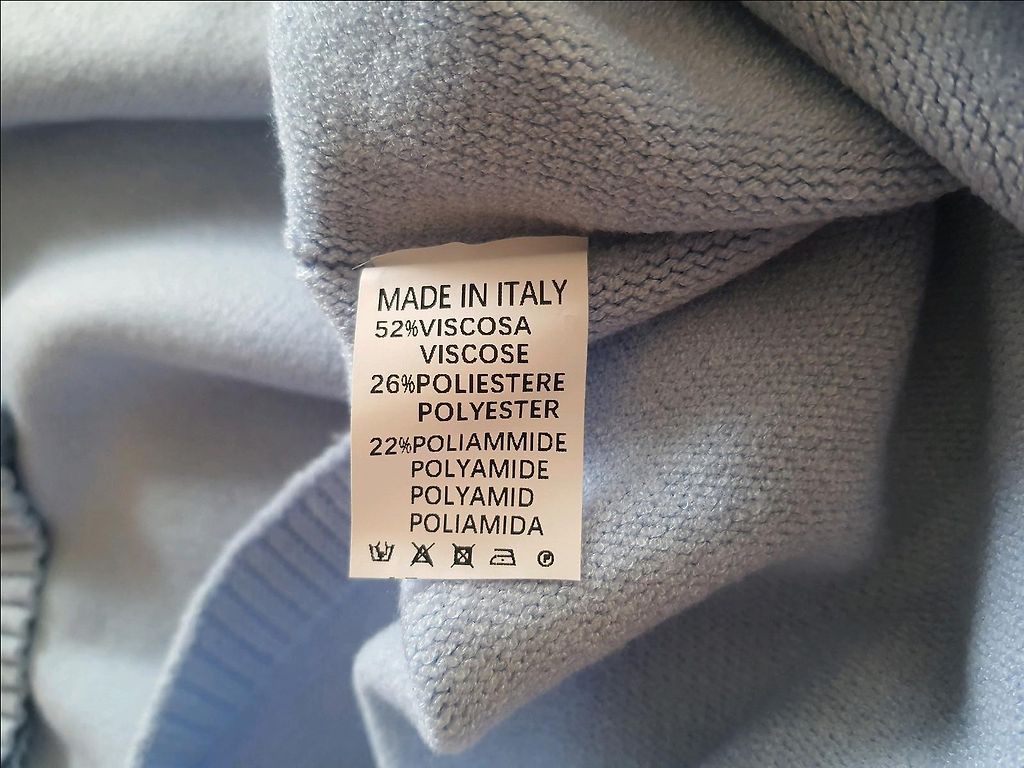 MADE IN ITALY
52%VISCOSA
VISCOSE
26%POLIESTERE
POLYESTER
22%POLIAMMIDE
POLYAMIDE
POLYAMID
POLIAMIDA
P